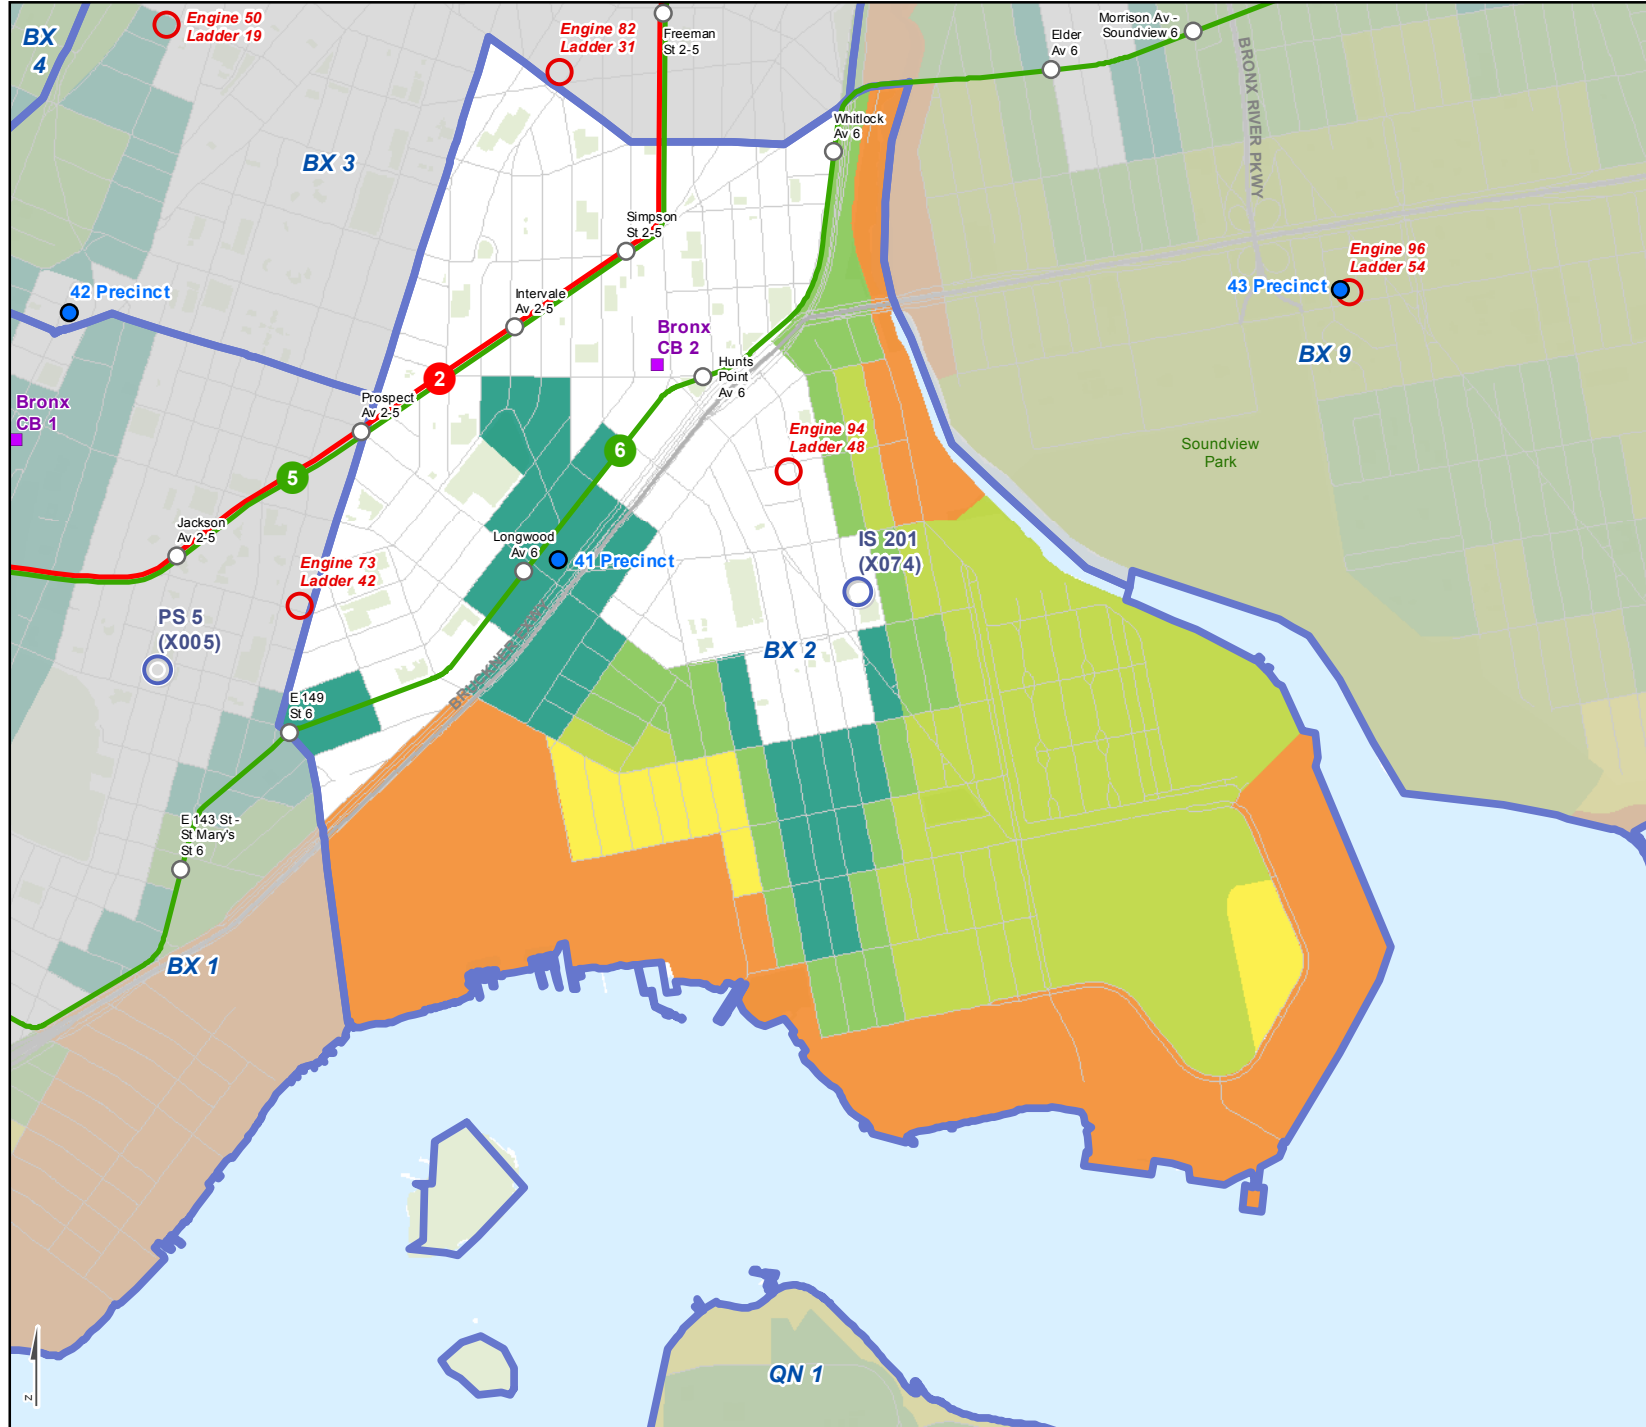 Engine 50
Ladder 19
BX
4
Engine 82
Ladder 31
Freeman
St 2-5
Morrison Av -
Soundview 6
Elder
Av 6
BRONX RIVER PKWY
Whitlock
Av 6
BX 3
Simpson
St 2-5
Engine 96
Ladder 54
42 Precinct
43 Precinct
Intervale
Av 2-5
Bronx
CB 2
BX 9
Hunts
Point
Av 6
2
Prospect
Av 2-5
Bronx
CB 1
Engine 94
Ladder 48
Soundview
Park
6
5
Jackson
Av 2-5
Longwood
Av 6
41 Precinct
IS 201
(X074)
Engine 73
Ladder 42
PS 5
(X005)
BRUCKNER EXPY
BX 2
E 149
St 6
E 143 St -
St Mary's
St 6
BX 1
QN 1
N